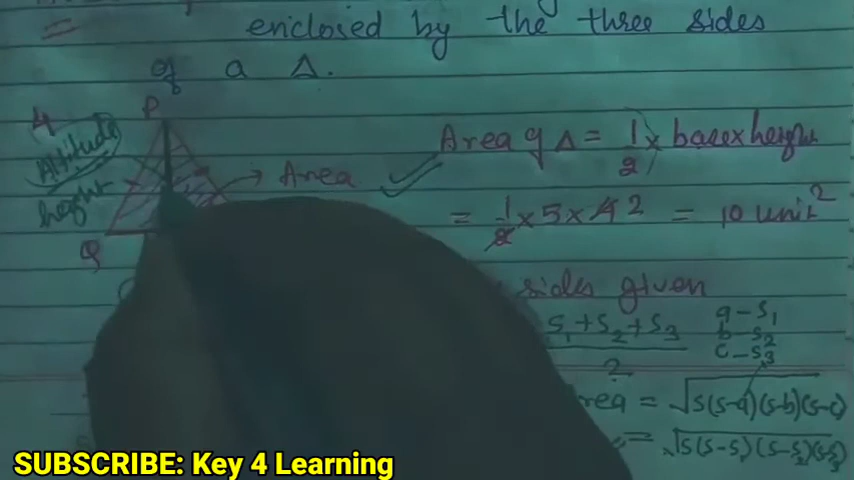 enclosed by the three sides
of a Δ.
P
4
Altitude
height
Area
Area of Δ = 1/2 × base × height
= 1/2 × 5 × 4 2 = 10 unit²
Q
sides given
S₁+S₂+S₃ / 2
a - S₁
b - S₂
c - S₃
rea = √S(S-a)(S-b)(S-c)
= √S(S-S₁)(S-S₂)(S-S₃)
SUBSCRIBE: Key 4 Learning